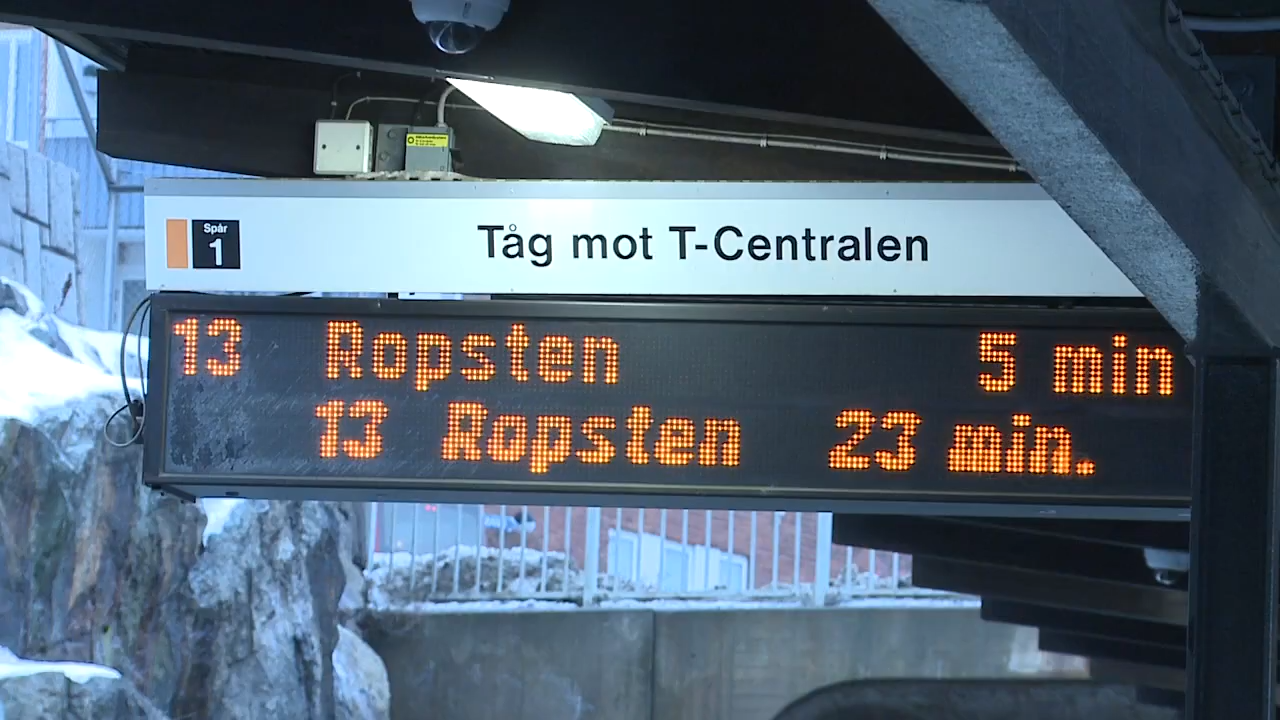 Spår
1
Tåg mot T-Centralen
13 Ropsten 5 min
13 Ropsten 23 min.